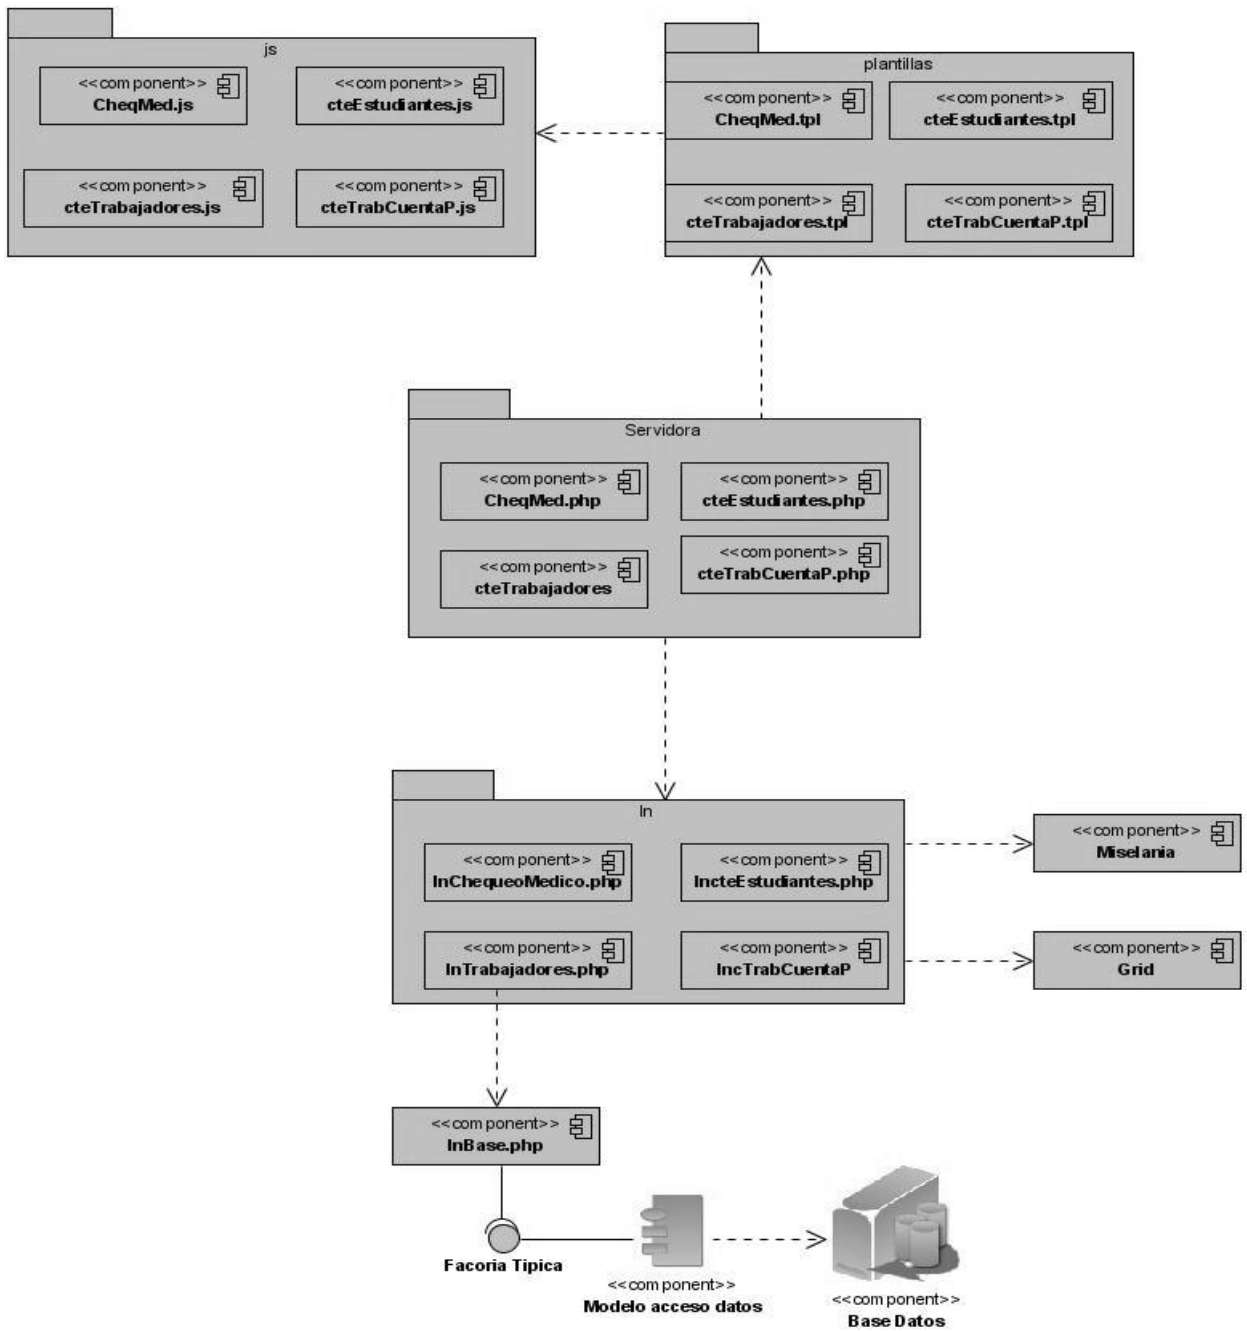 js
<<component>>
CheqMed.js
<<component>>
cteEstudiantes.js
<<component>>
cteTrabajadores.js
<<component>>
cteTrabCuentaP.js
plantillas
<<component>>
CheqMed.tpl
<<component>>
cteEstudiantes.tpl
<<component>>
cteTrabajadores.tpl
<<component>>
cteTrabCuentaP.tpl
Servidora
<<component>>
CheqMed.php
<<component>>
cteEstudiantes.php
<<component>>
cteTrabajadores
<<component>>
cteTrabCuentaP.php
ln
<<component>>
lnChequeoMedico.php
<<component>>
lncteEstudiantes.php
<<component>>
lnTrabajadores.php
<<component>>
lncTrabCuentaP
<<component>>
Miselania
<<component>>
Grid
<<component>>
lnBase.php
Facoria Tipica
<<component>>
Modelo acceso datos
<<component>>
Base Datos